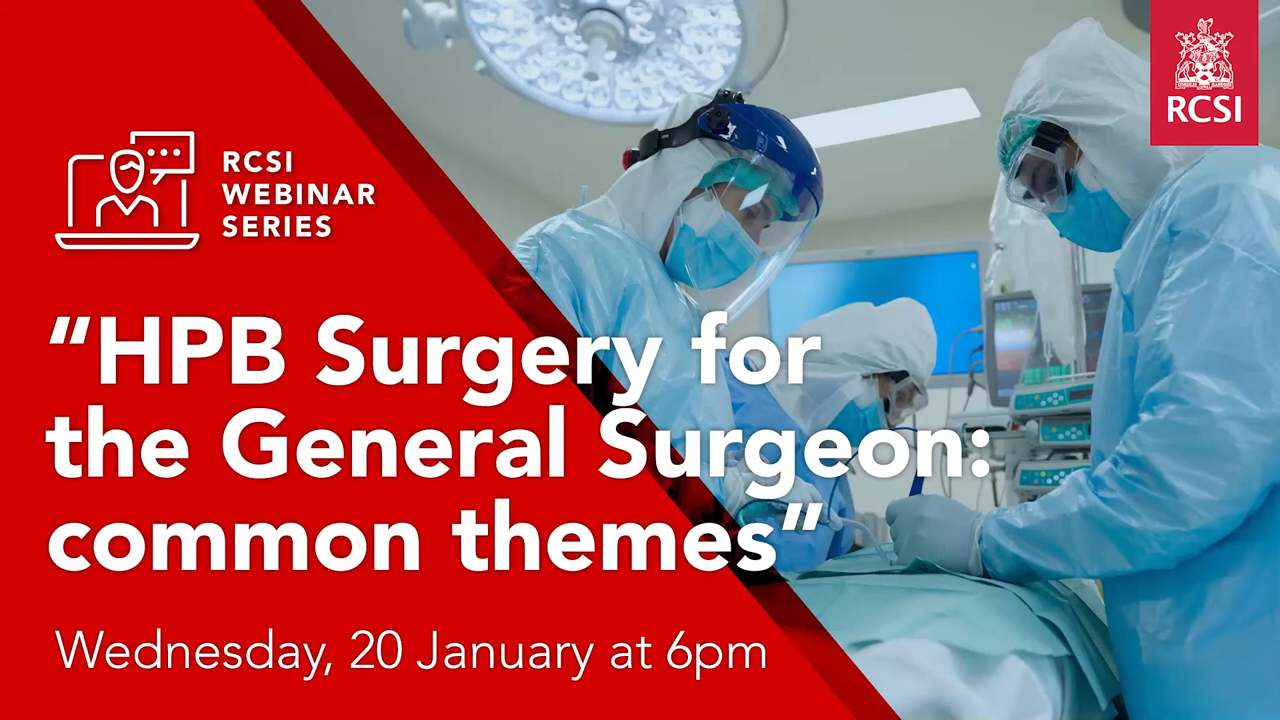 RCSI
RCSI
WEBINAR
SERIES
“HPB Surgery for
the General Surgeon:
common themes”
Wednesday, 20 January at 6pm